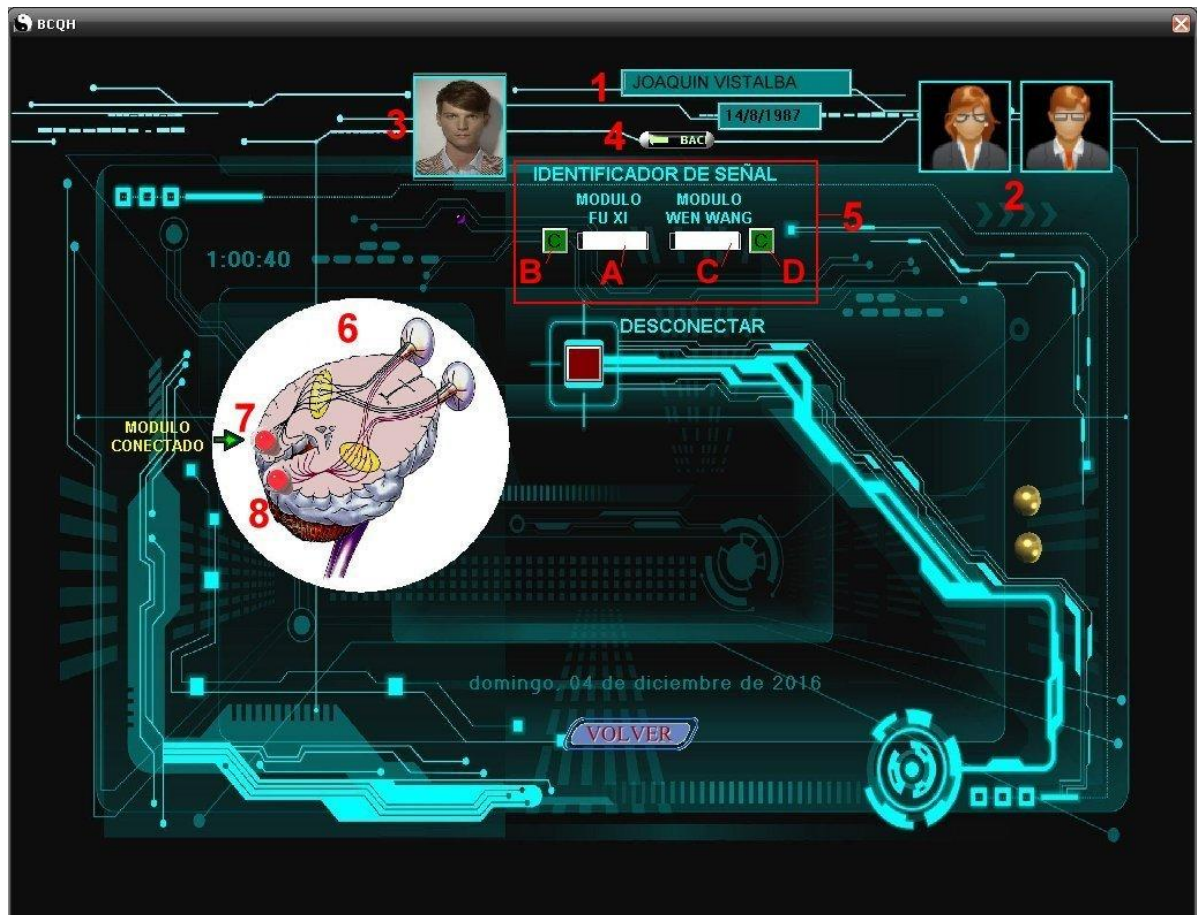 BCQH
1
JOAQUIN VISTALBA
14/8/1987
3
4
BAC
2
IDENTIFICADOR DE SEÑAL
MODULO FU XI
MODULO WEN WANG
5
C
C
B
A
C
D
1:00:40
6
DESCONECTAR
7
MODULO
CONECTADO
8
domingo, 04 de diciembre de 2016
VOLVER